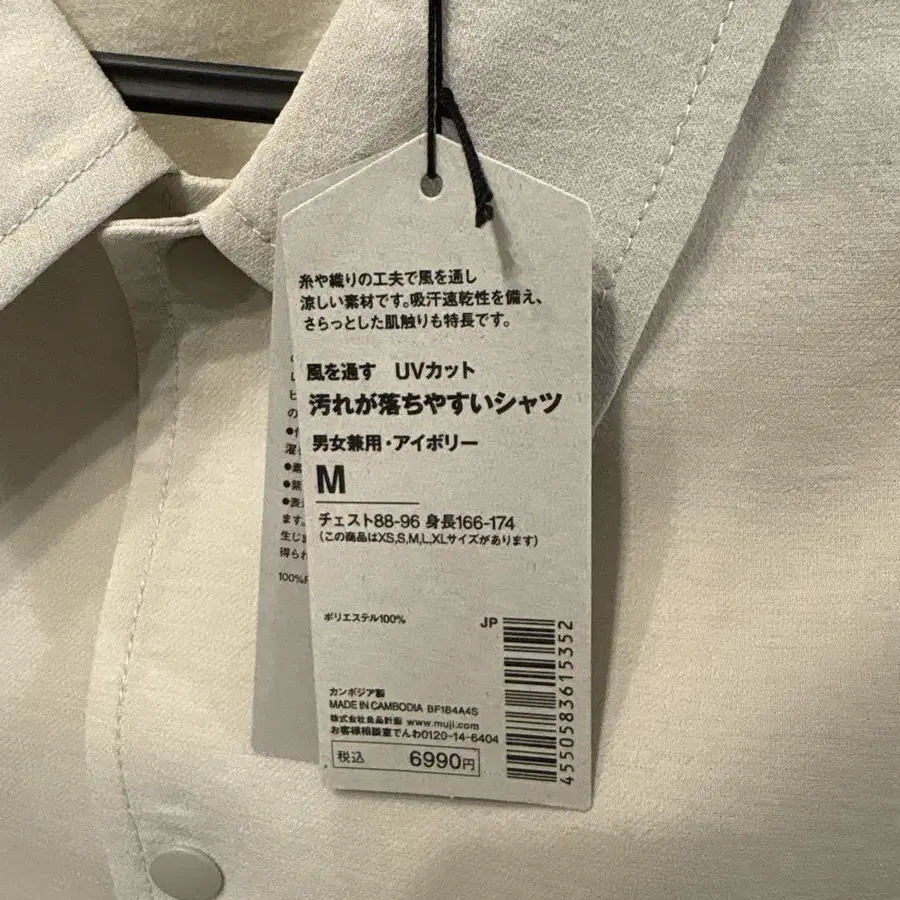 糸や織りの工夫で風を通し
涼しい素材です。吸汗速乾性を備え、
さらっとした肌触りも特長です。
風を通す UVカット
汚れが落ちやすいシャツ
男女兼用・アイボリー
M
チェスト88-96 身長166-174
(この商品はXS,S,M,L,XLサイズがあります)
ポリエステル100%
JP
4550583615352
カンボジア製
MADE IN CAMBODIA BF1B4A4S
株式会社良品計画 www.muji.com
お客様相談室でんわ0120-14-6404
税込 6990円
ます。
生じま
得られ
100%